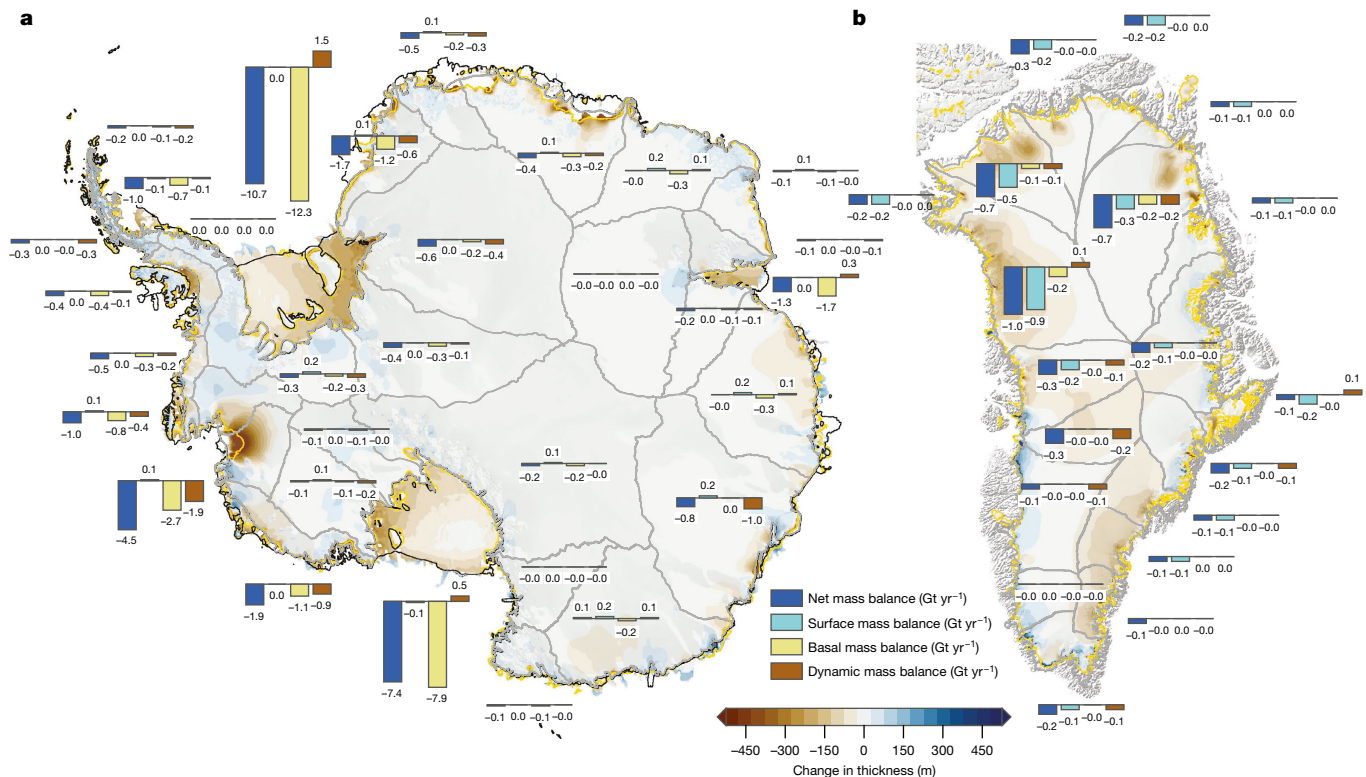 a
b
0.1
−0.5 −0.2 −0.3
1.5
0.0
−10.7
−12.3
−0.2 0.0 −0.1 −0.2
0.1
−1.7 −1.2 −0.6
−1.0 −0.1 −0.7 −0.1
0.0 0.0 0.0 0.0
−0.3 0.0 −0.0 −0.3
−0.4 0.0 −0.4 −0.1
−0.5 0.0 −0.3 −0.2
0.1
−1.0 −0.8 −0.4
0.1
−4.5 −2.7 −1.9
−1.9 0.0 −1.1 −0.9
0.5
−0.1
−7.4 −7.9
−0.1 0.0 −0.1 −0.0
0.1
−0.4 −0.3 −0.2
0.2 0.1
−0.0 −0.3
0.1
−0.1 −0.1 −0.0
0.0 0.0 −0.0 −0.1
0.3
−1.3 0.0 −1.7
−0.6 0.0 −0.2 −0.4
−0.0 −0.0 −0.0 −0.0
−0.2 0.0 −0.1 −0.1
−0.4 0.0 −0.3 −0.1
0.2
−0.3 −0.2 −0.3
0.2 0.1
−0.0 −0.3
−0.1 0.0 −0.1 −0.0
0.1
−0.1 −0.1 −0.2
0.1
−0.2 −0.2 −0.0
0.2
−0.8 0.0 −1.0
−0.0 −0.0 −0.0 −0.0
0.1 0.2 0.1
−0.2
−0.2 −0.2 −0.0 0.0
−0.3 −0.2 −0.0 −0.0
−0.1 −0.1 0.0 0.0
−0.7 −0.5 −0.1 −0.1
−0.2 −0.2 −0.0 0.0
−0.7 −0.3 −0.2 −0.2
−0.1 −0.1 −0.0 0.0
0.1
−1.0 −0.9 −0.2
−0.2 −0.1 −0.0 −0.0
−0.3 −0.2 −0.0 −0.1
0.1
−0.1 −0.2 −0.0
−0.3 −0.0 −0.0 −0.2
−0.2 −0.1 −0.0 −0.1
−0.1 −0.0 −0.0 −0.1
−0.1 −0.1 −0.0 −0.0
−0.1 −0.1 0.0 0.0
−0.0 0.0 −0.0 −0.0
−0.1 −0.0 −0.0 −0.0
−0.2 −0.1 −0.0 −0.1
Net mass balance (Gt yr⁻¹)
Surface mass balance (Gt yr⁻¹)
Basal mass balance (Gt yr⁻¹)
Dynamic mass balance (Gt yr⁻¹)
−450 −300 −150 0 150 300 450
Change in thickness (m)